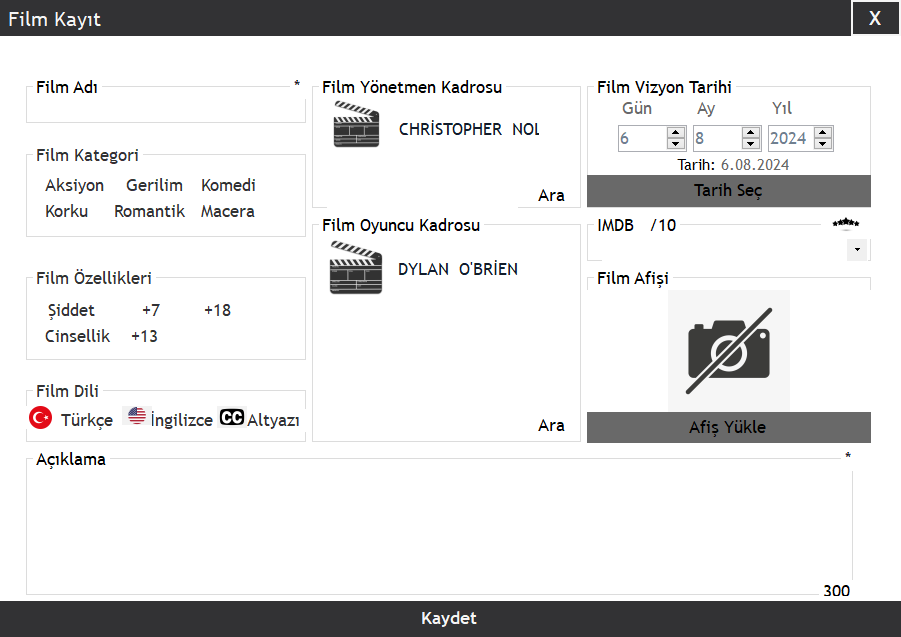 Film Kayıt
X
Film Adı *
Film Kategori
Aksiyon Gerilim Komedi
Korku Romantik Macera
Film Özellikleri
Şiddet +7 +18
Cinsellik +13
Film Dili
Türkçe İngilizce CC Altyazı
Film Yönetmen Kadrosu
CHRİSTOPHER NOL
Ara
Film Oyuncu Kadrosu
DYLAN O'BRİEN
Ara
Film Vizyon Tarihi
Gün Ay Yıl
6 8 2024
Tarih: 6.08.2024
Tarih Seç
IMDB /10
Film Afişi
Afiş Yükle
Açıklama *
300
Kaydet